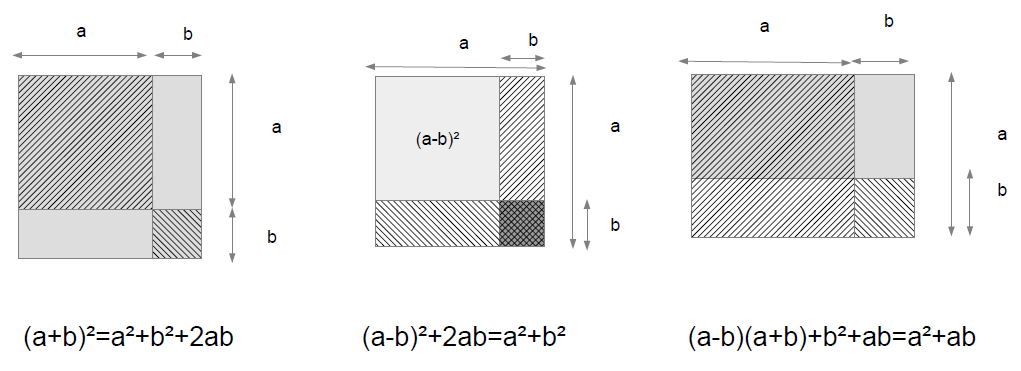 a b
a
b
(a+b)²=a²+b²+2ab
a b
(a-b)²
a
b
(a-b)²+2ab=a²+b²
a b
a
b
(a-b)(a+b)+b²+ab=a²+ab